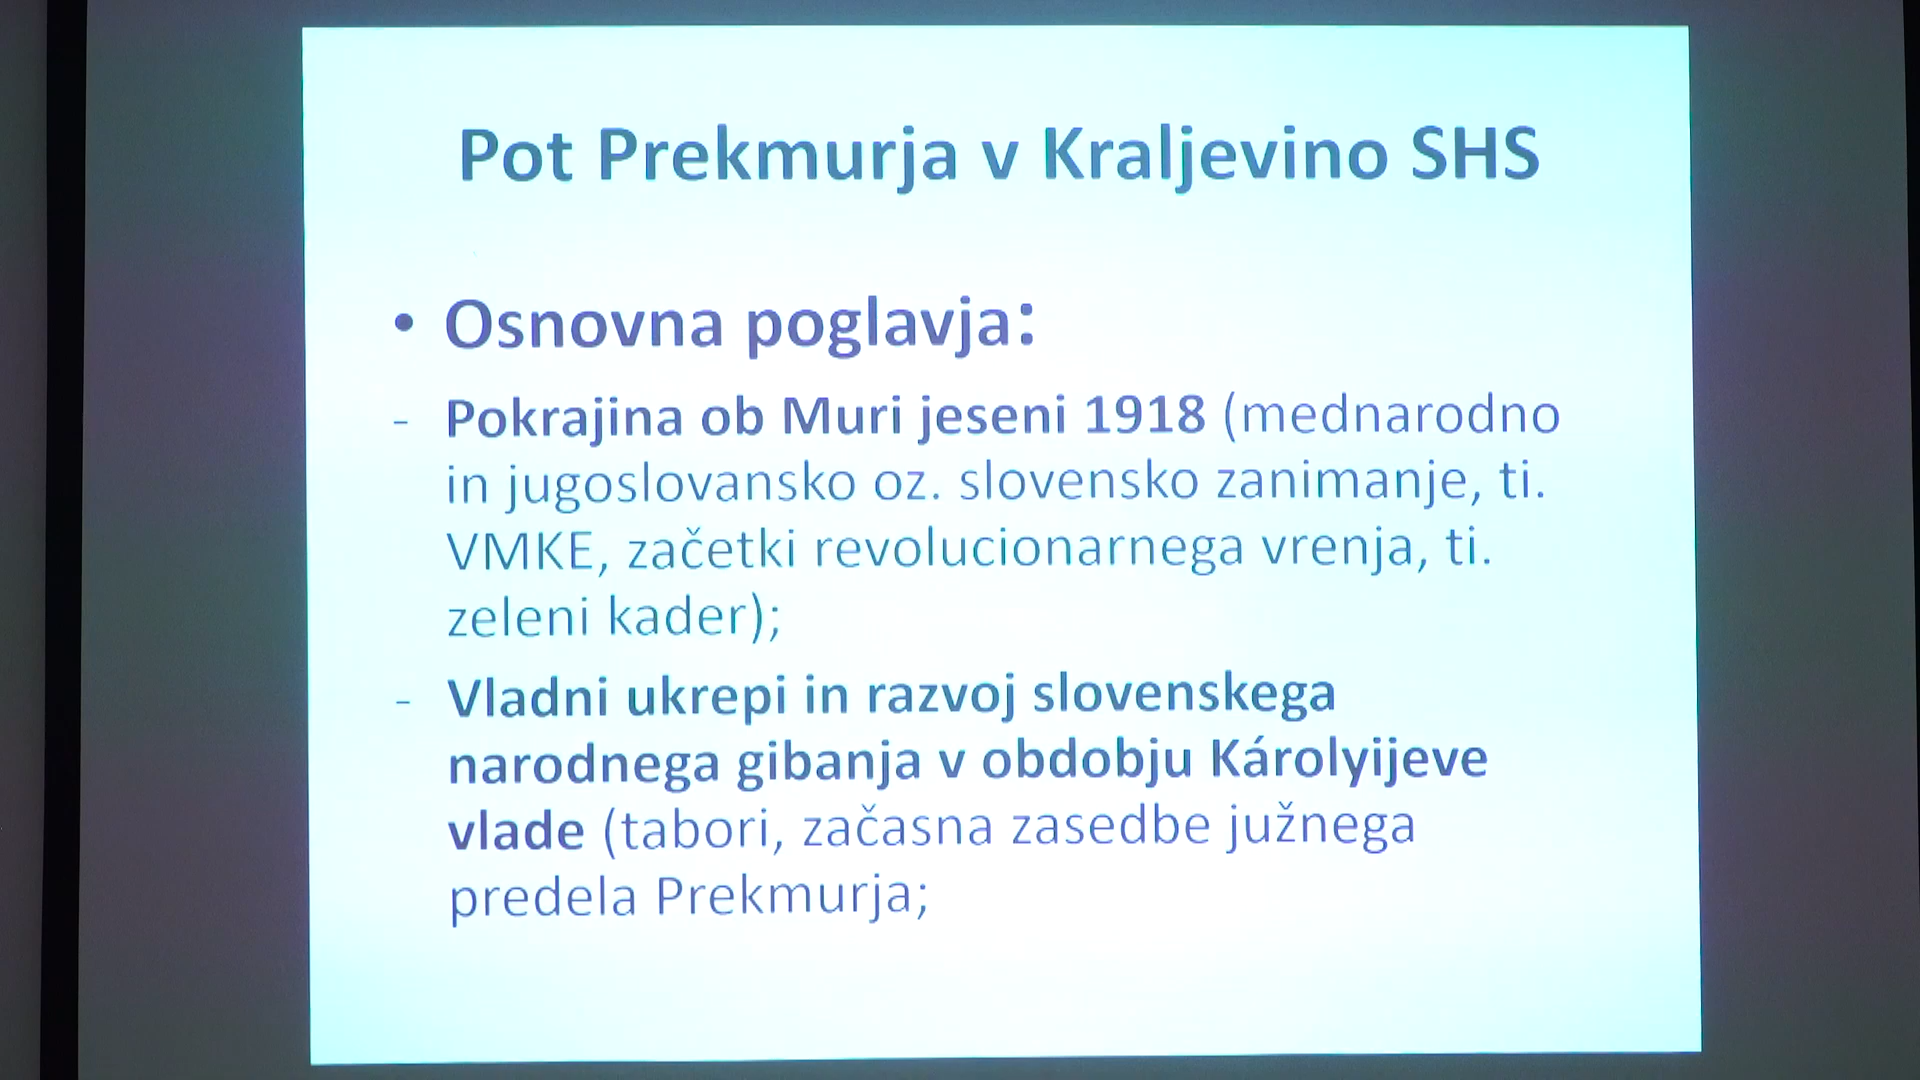 Pot Prekmurja v Kraljevino SHS
• Osnovna poglavja:
- Pokrajina ob Muri jeseni 1918 (mednarodno
in jugoslovansko oz. slovensko zanimanje, ti.
VMKE, začetki revolucionarnega vrenja, ti.
zeleni kader);
- Vladni ukrepi in razvoj slovenskega
narodnega gibanja v obdobju Károlyijeve
vlade (tabori, začasna zasedbe južnega
predela Prekmurja;